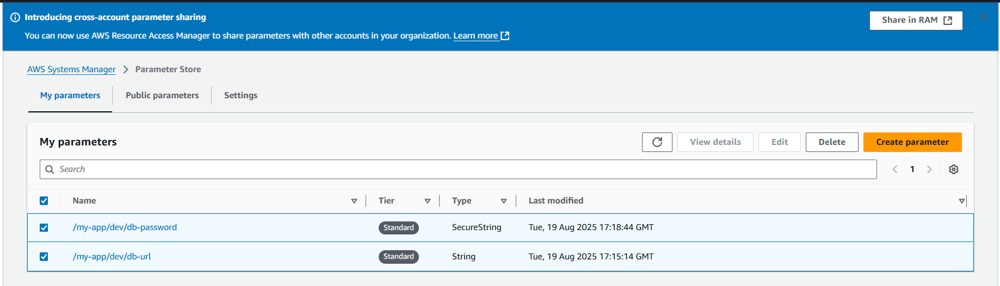 Introducing cross-account parameter sharing
You can now use AWS Resource Access Manager to share parameters with other accounts in your organization. Learn more
Share in RAM
AWS Systems Manager > Parameter Store
My parameters Public parameters Settings
My parameters View details Edit Delete Create parameter
Search 1
Name Tier Type Last modified
/my-app/dev/db-password Standard SecureString Tue, 19 Aug 2025 17:18:44 GMT
/my-app/dev/db-url Standard String Tue, 19 Aug 2025 17:15:14 GMT